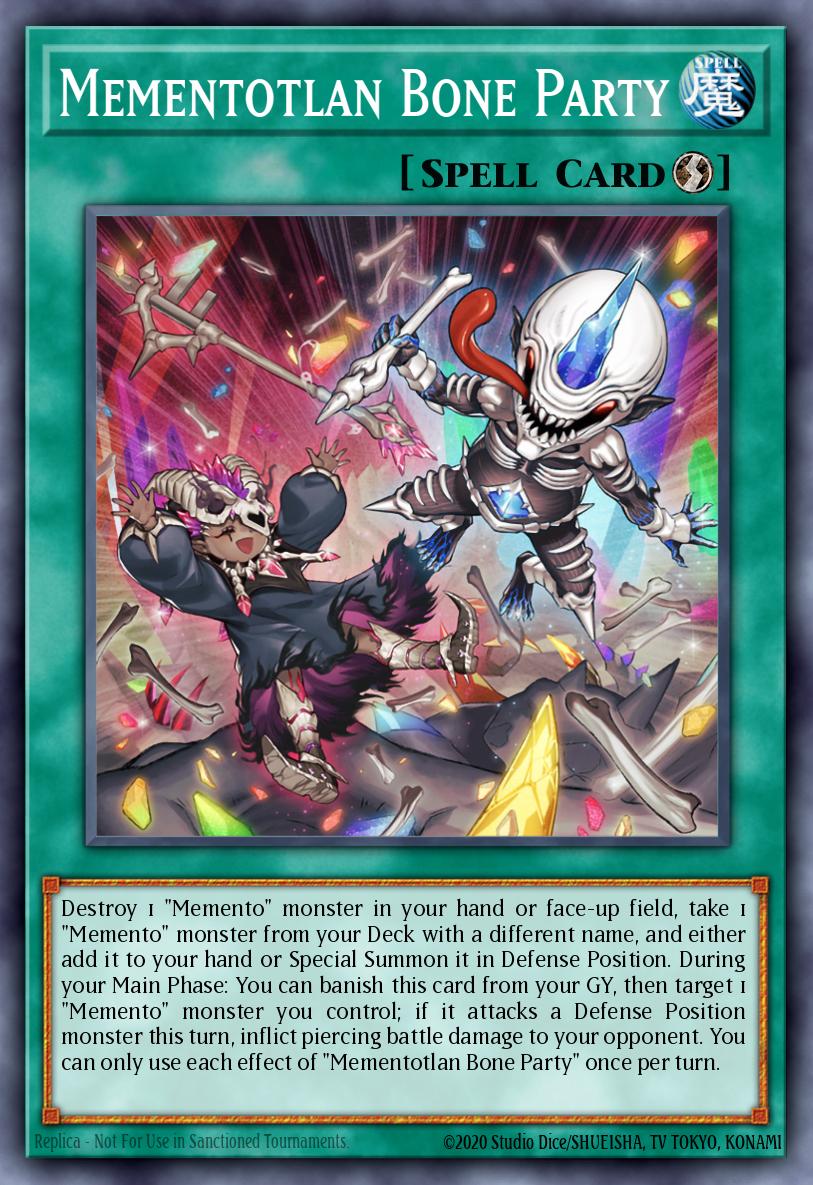 Mementotlan Bone Party
SPELL
魔
[Spell Card]
Destroy 1 "Memento" monster in your hand or face-up field, take 1
"Memento" monster from your Deck with a different name, and either
add it to your hand or Special Summon it in Defense Position. During
your Main Phase: You can banish this card from your GY, then target 1
"Memento" monster you control; if it attacks a Defense Position
monster this turn, inflict piercing battle damage to your opponent. You
can only use each effect of "Mementotlan Bone Party" once per turn.
Replica - Not For Use in Sanctioned Tournaments.
©2020 Studio Dice/SHUEISHA, TV TOKYO, KONAMI